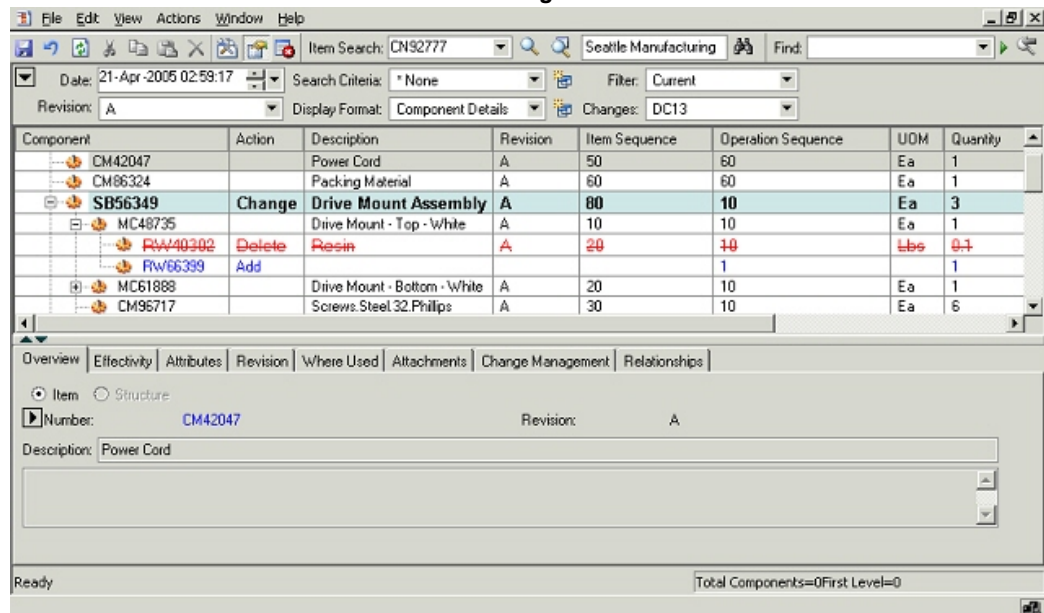 File Edit View Actions Window Help
Item Search: CN92777 Seattle Manufacturing Find:
Date: 21-Apr-2005 02:59:17 Search Criteria: * None Filter: Current
Revision: A Display Format: Component Details Changes: DC13
Component Action Description Revision Item Sequence Operation Sequence UOM Quantity
CM42047 Power Cord A 50 60 Ea 1
CM86324 Packing Material A 60 60 Ea 1
SB56349 Change Drive Mount Assembly A 80 10 Ea 3
MC48735 Drive Mount - Top - White A 10 10 Ea 1
RW40302 Delete Resin A 20 10 Lbs 0.1
RW66399 Add 1 1
MC61888 Drive Mount - Bottom - White A 20 10 Ea 1
CM96717 Screws.Steel.32.Phillips A 30 10 Ea 6
Overview Effectivity Attributes Revision Where Used Attachments Change Management Relationships
Item Structure
Number: CM42047 Revision: A
Description: Power Cord
Ready Total Components=0First Level=0